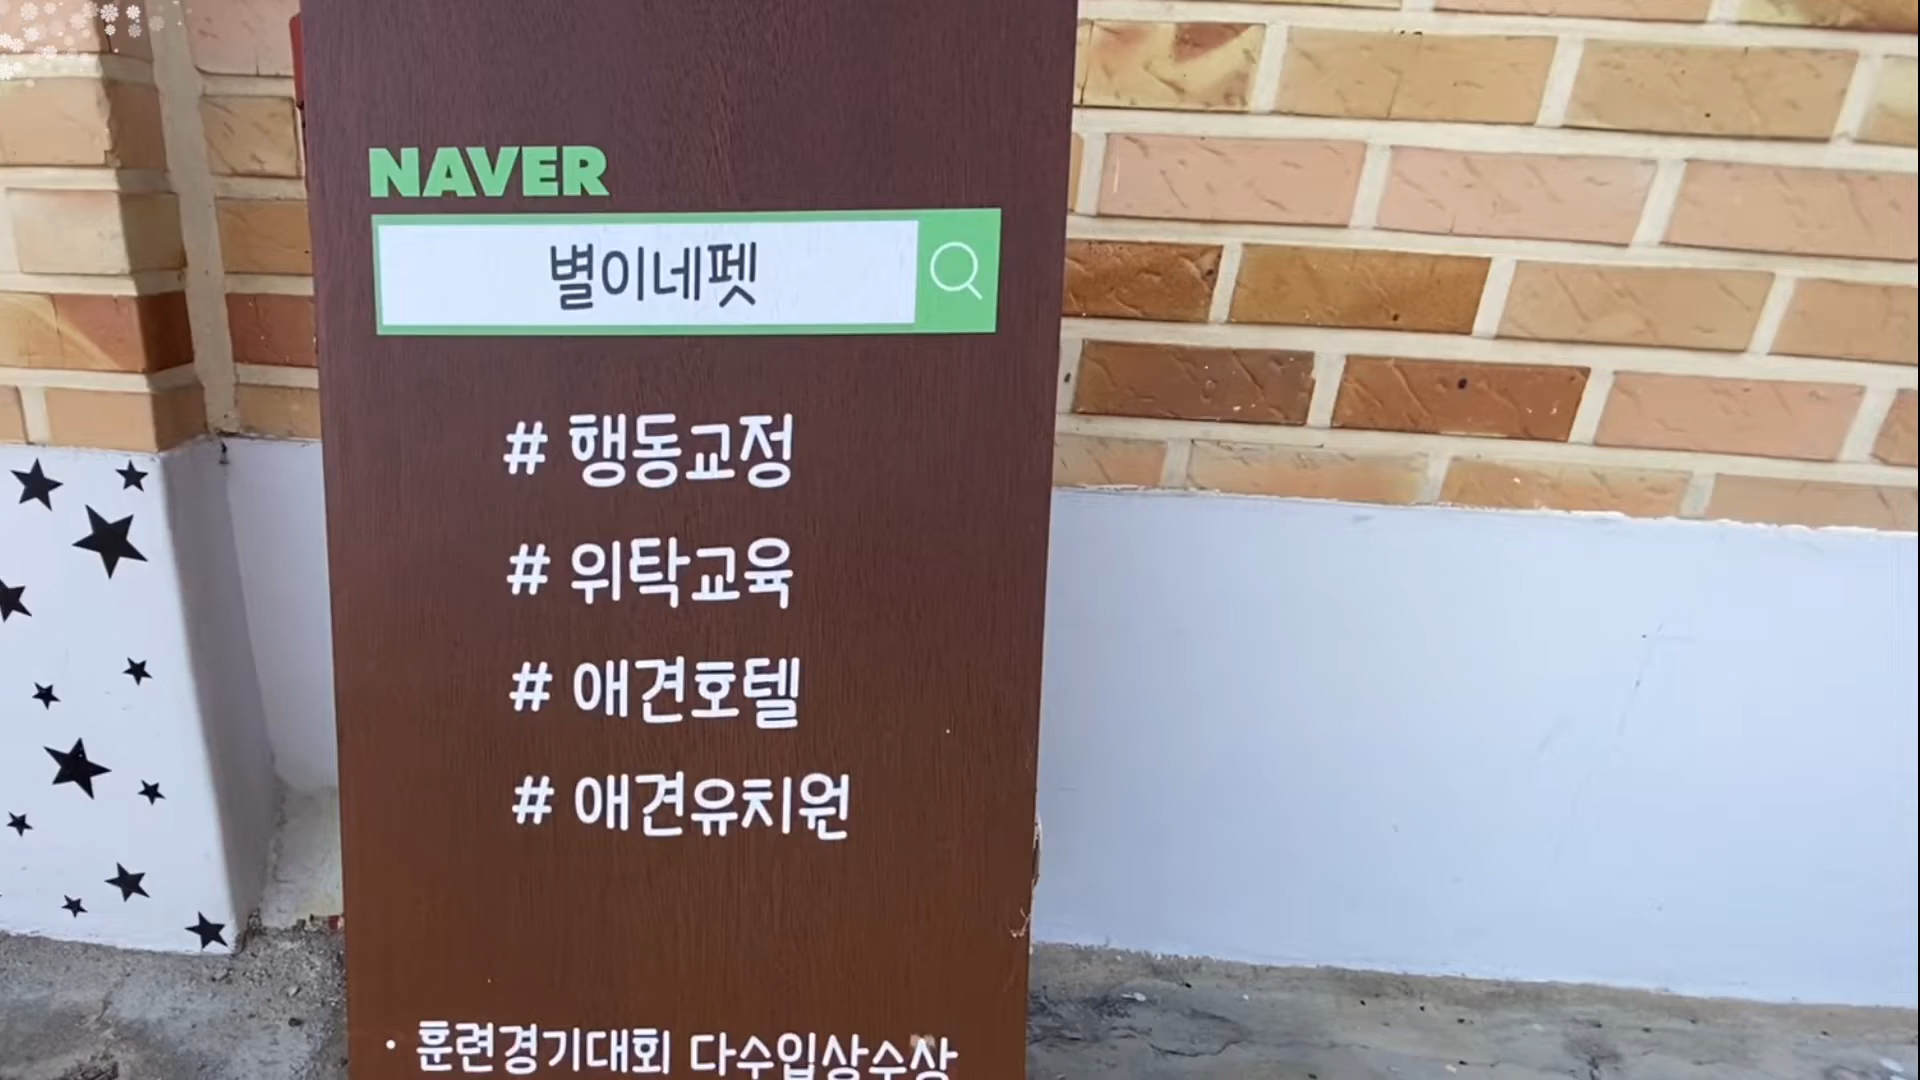 NAVER
별이네펫
# 행동교정
# 위탁교육
# 애견호텔
# 애견유치원
· 훈련경기대회 다수입상수상